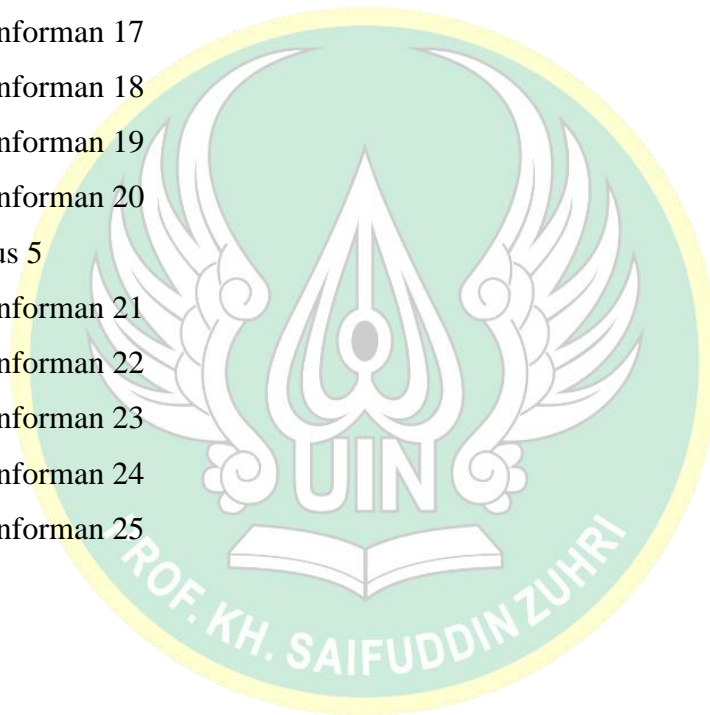 nforman 17
nforman 18
nforman 19
nforman 20
us 5
nforman 21
nforman 22
nforman 23
nforman 24
nforman 25
UIN
PROF. KH. SAIFUDDIN ZUHRI